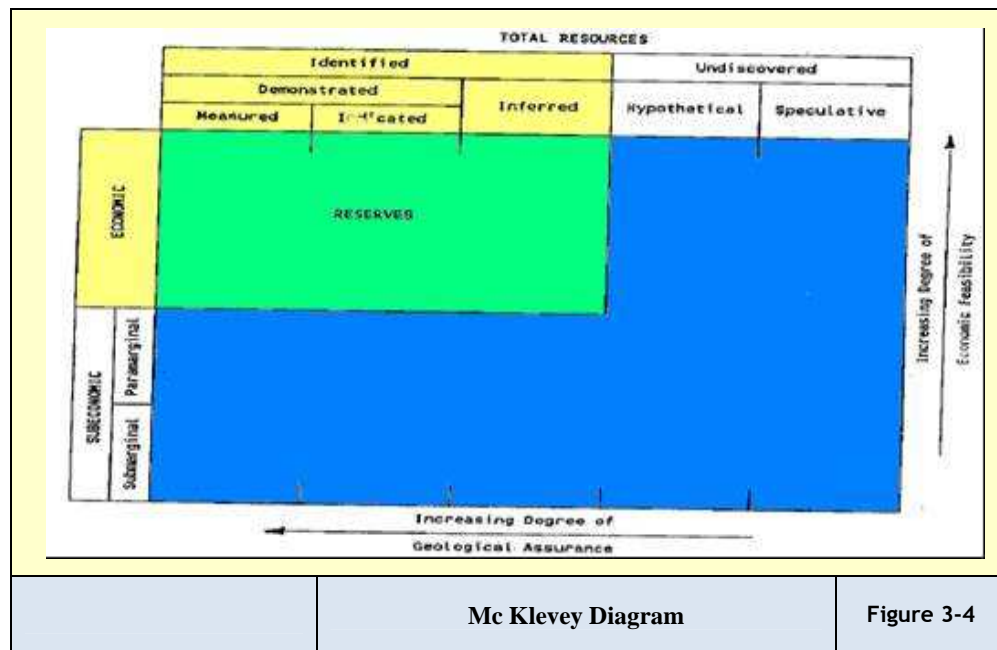 TOTAL RESOURCES
Identified
Undiscovered
Demonstrated
Inferred
Hypothetical
Speculative
Measured
RESERVES
ECONOMIC
SUBECONOMIC
Paramarginal
Submarginal
Increasing Degree of
Economic Feasibility
Increasing Degree of
Geological Assurance
Mc Klevey Diagram
Figure 3-4